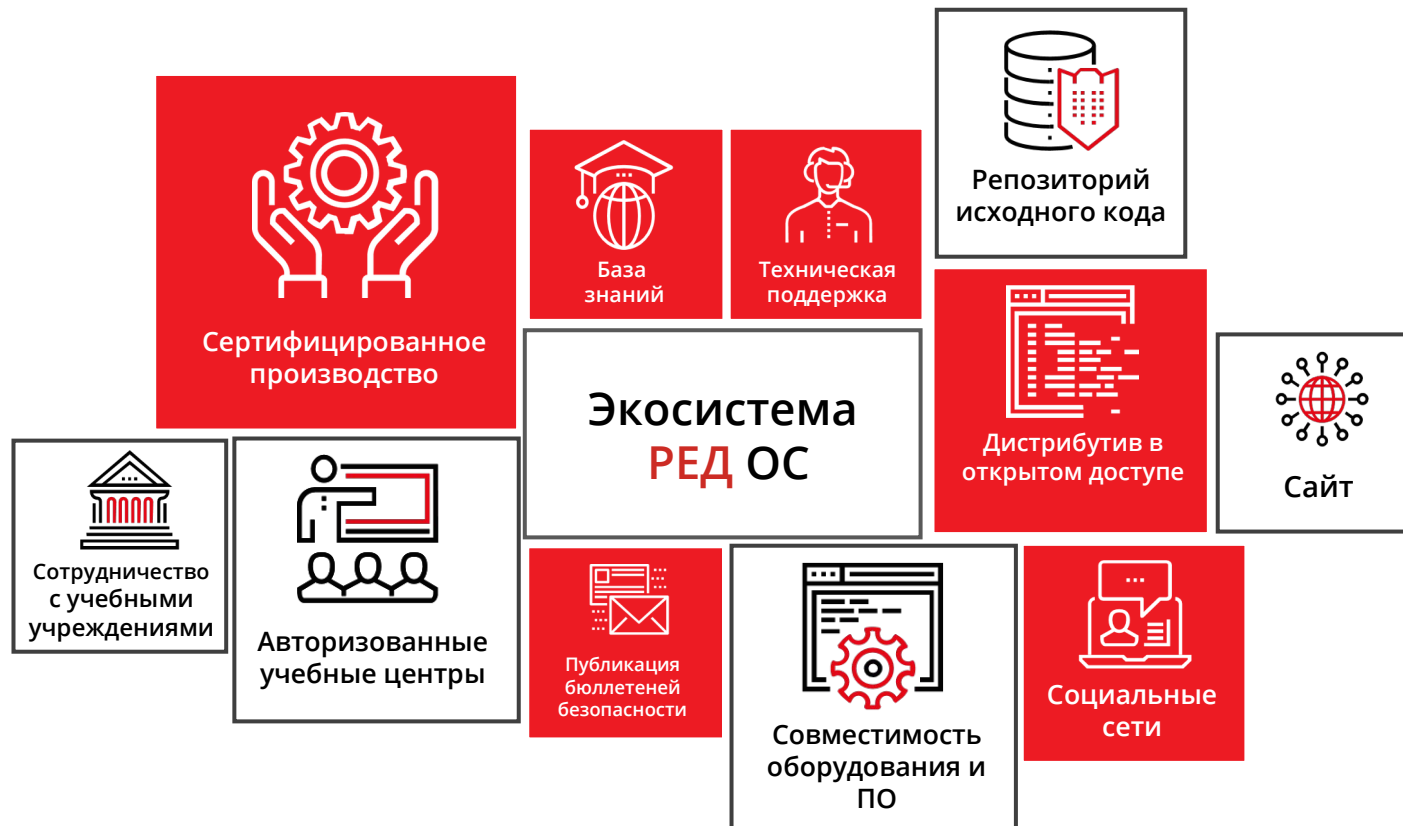 Репозиторий
исходного кода
База
знаний
Техническая
поддержка
Сертифицированное
производство
Экосистема
РЕД ОС
Дистрибутив в
открытом доступе
Сайт
Сотрудничество
с учебными
учреждениями
Авторизованные
учебные центры
Публикация
бюллетеней
безопасности
Совместимость
оборудования и
ПО
Социальные
сети